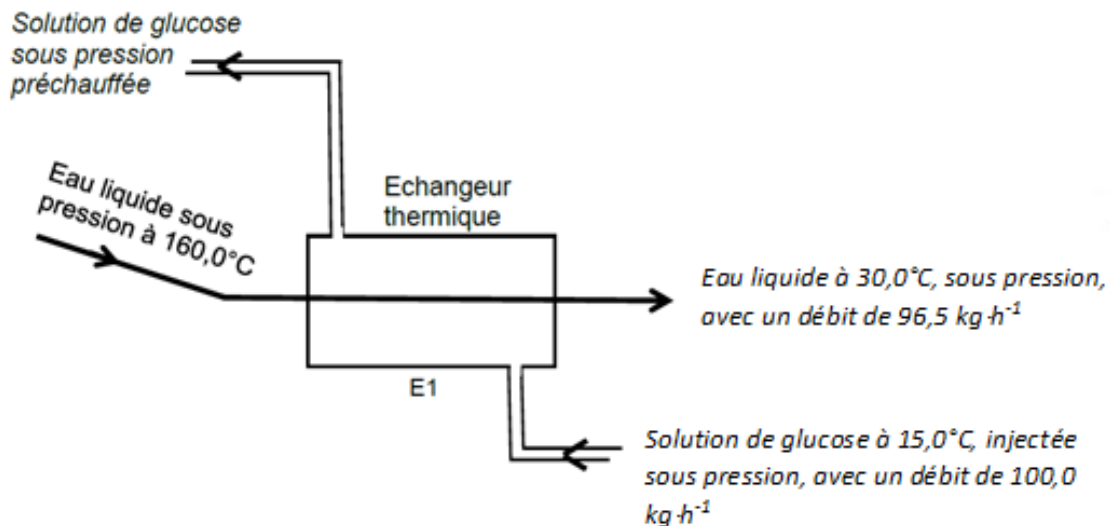 Solution de glucose
sous pression
préchauffée
Eau liquide sous
pression à 160,0°C
Echangeur
thermique
Eau liquide à 30,0°C, sous pression,
avec un débit de 96,5 kg·h⁻¹
E1
Solution de glucose à 15,0°C, injectée
sous pression, avec un débit de 100,0
kg·h⁻¹